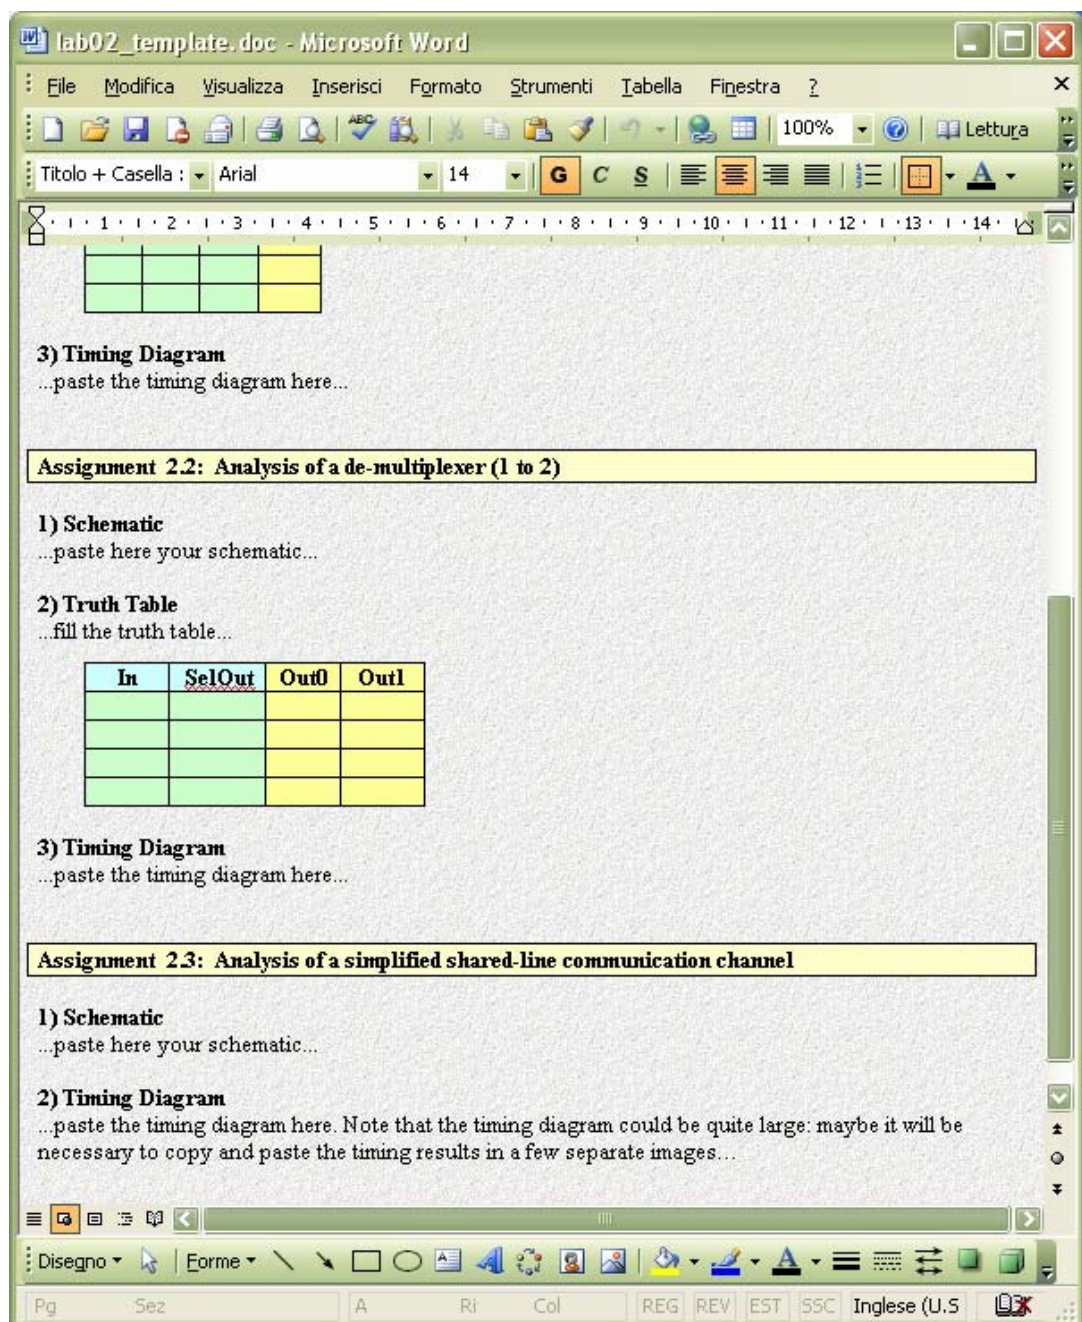 lab02_template.doc - Microsoft Word
File Modifica Visualizza Inserisci Formato Strumenti Tabella Finestra ?
100% Lettura
Titolo + Casella : Arial 14 G C S
1 2 3 4 5 6 7 8 9 10 11 12 13 14
3) Timing Diagram
...paste the timing diagram here...
Assignment 2.2: Analysis of a de-multiplexer (1 to 2)
1) Schematic
...paste here your schematic...
2) Truth Table
...fill the truth table...
In SelOut Out0 Out1
3) Timing Diagram
...paste the timing diagram here...
Assignment 2.3: Analysis of a simplified shared-line communication channel
1) Schematic
...paste here your schematic...
2) Timing Diagram
...paste the timing diagram here. Note that the timing diagram could be quite large: maybe it will be
necessary to copy and paste the timing results in a few separate images...
Disegno Forme
Pg Sez A Ri Col REG REV EST SSC Inglese (U.S